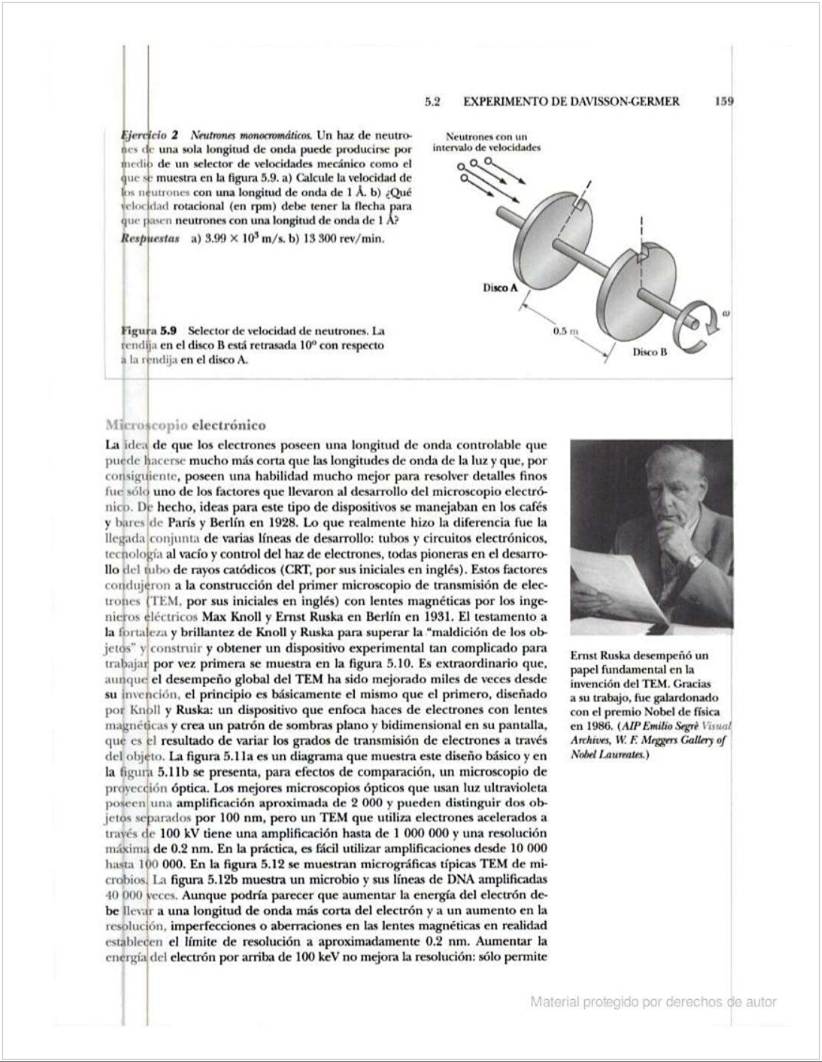 5.2 EXPERIMENTO DE DAVISSON-GERMER 159
Ejercicio 2 Neutrones monocromáticos. Un haz de neutro-
nes de una sola longitud de onda puede producirse por
medio de un selector de velocidades mecánico como el
que se muestra en la figura 5.9. a) Calcule la velocidad de
los neutrones con una longitud de onda de 1 Å. b) ¿Qué
velocidad rotacional (en rpm) debe tener la flecha para
que pasen neutrones con una longitud de onda de 1 Å?
Respuestas a) 3.99 × 10³ m/s. b) 13 300 rev/min.
Neutrones con un
intervalo de velocidades
Disco A
0.5 m
Disco B
ω
Figura 5.9 Selector de velocidad de neutrones. La
rendija en el disco B está retrasada 10° con respecto
a la rendija en el disco A.
Microscopio electrónico
La idea de que los electrones poseen una longitud de onda controlable que
puede hacerse mucho más corta que las longitudes de onda de la luz y que, por
consiguiente, poseen una habilidad mucho mejor para resolver detalles finos
fue sólo uno de los factores que llevaron al desarrollo del microscopio electró-
nico. De hecho, ideas para este tipo de dispositivos se manejaban en los cafés
y bares de París y Berlín en 1928. Lo que realmente hizo la diferencia fue la
llegada conjunta de varias líneas de desarrollo: tubos y circuitos electrónicos,
tecnología al vacío y control del haz de electrones, todas pioneras en el desarro-
llo del tubo de rayos catódicos (CRT, por sus iniciales en inglés). Estos factores
condujeron a la construcción del primer microscopio de transmisión de elec-
trones (TEM, por sus iniciales en inglés) con lentes magnéticas por los inge-
nieros eléctricos Max Knoll y Ernst Ruska en Berlín en 1931. El testamento a
la fortaleza y brillantez de Knoll y Ruska para superar la "maldición de los ob-
jetos" y construir y obtener un dispositivo experimental tan complicado para
trabajar por vez primera se muestra en la figura 5.10. Es extraordinario que,
aunque el desempeño global del TEM ha sido mejorado miles de veces desde
su invención, el principio es básicamente el mismo que el primero, diseñado
por Knoll y Ruska: un dispositivo que enfoca haces de electrones con lentes
magnéticas y crea un patrón de sombras plano y bidimensional en su pantalla,
que es el resultado de variar los grados de transmisión de electrones a través
del objeto. La figura 5.11a es un diagrama que muestra este diseño básico y en
la figura 5.11b se presenta, para efectos de comparación, un microscopio de
proyección óptica. Los mejores microscopios ópticos que usan luz ultravioleta
poseen una amplificación aproximada de 2 000 y pueden distinguir dos ob-
jetos separados por 100 nm, pero un TEM que utiliza electrones acelerados a
través de 100 kV tiene una amplificación hasta de 1 000 000 y una resolución
máxima de 0.2 nm. En la práctica, es fácil utilizar amplificaciones desde 10 000
hasta 100 000. En la figura 5.12 se muestran micrográficas típicas TEM de mi-
crobios. La figura 5.12b muestra un microbio y sus líneas de DNA amplificadas
40 000 veces. Aunque podría parecer que aumentar la energía del electrón de-
be llevar a una longitud de onda más corta del electrón y a un aumento en la
resolución, imperfecciones o aberraciones en las lentes magnéticas en realidad
establecen el límite de resolución a aproximadamente 0.2 nm. Aumentar la
energía del electrón por arriba de 100 keV no mejora la resolución: sólo permite
Ernst Ruska desempeñó un
papel fundamental en la
invención del TEM. Gracias
a su trabajo, fue galardonado
con el premio Nobel de física
en 1986. (AIP Emilio Segrè Visual
Archives, W. F. Meggers Gallery of
Nobel Laureates.)
Material protegido por derechos de autor